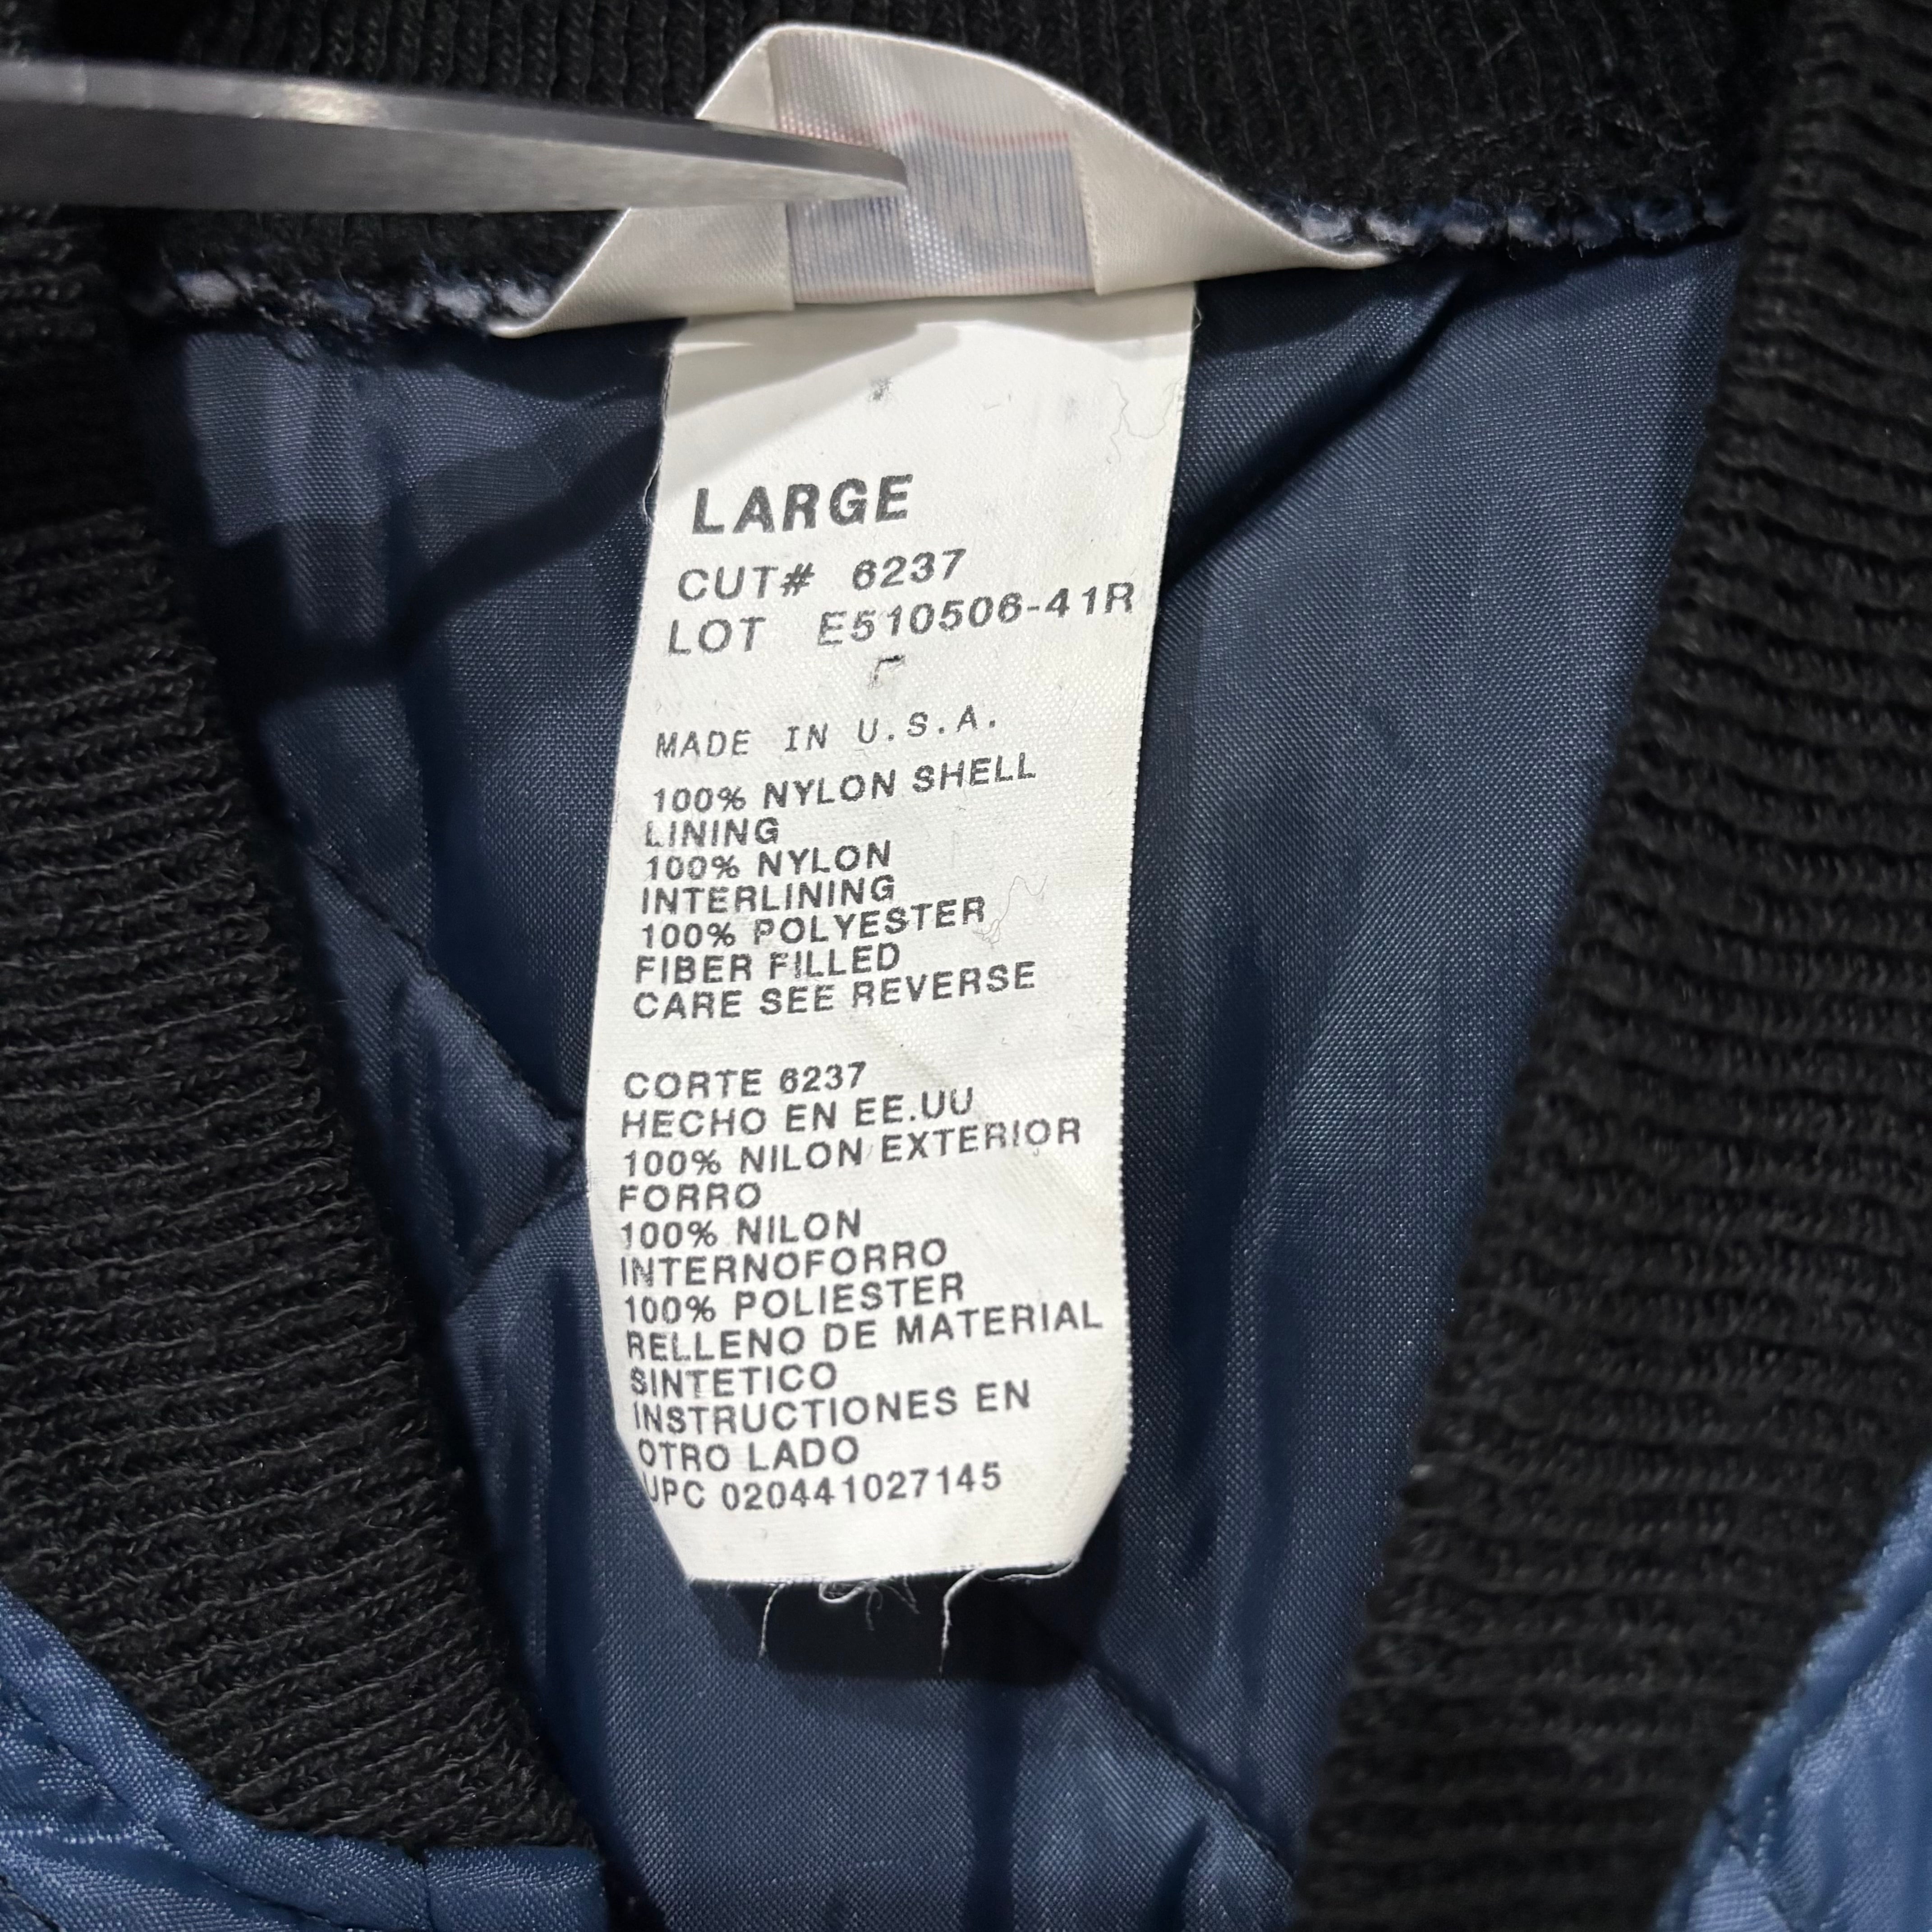 LARGE
CUT# 6237
LOT E510506-41R
MADE IN U.S.A.
100% NYLON SHELL
LINING
100% NYLON
INTERLINING
100% POLYESTER
FIBER FILLED
CARE SEE REVERSE
CORTE 6237
HECHO EN EE.UU
100% NILON EXTERIOR
FORRO
100% NILON
INTERNOFORRO
100% POLIESTER
RELLENO DE MATERIAL
SINTETICO
INSTRUCTIONES EN
OTRO LADO
UPC 020441027145